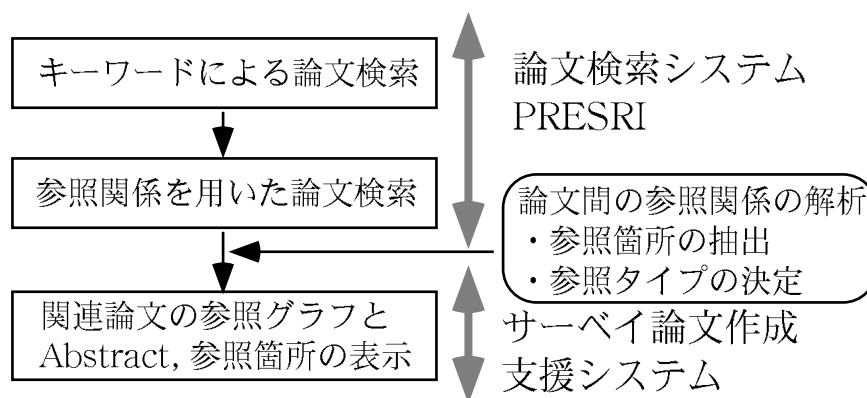 キーワードによる論文検索
論文検索システム
PRESRI
参照関係を用いた論文検索
論文間の参照関係の解析
・参照箇所の抽出
・参照タイプの決定
関連論文の参照グラフと
Abstract, 参照箇所の表示
サーベイ論文作成
支援システム